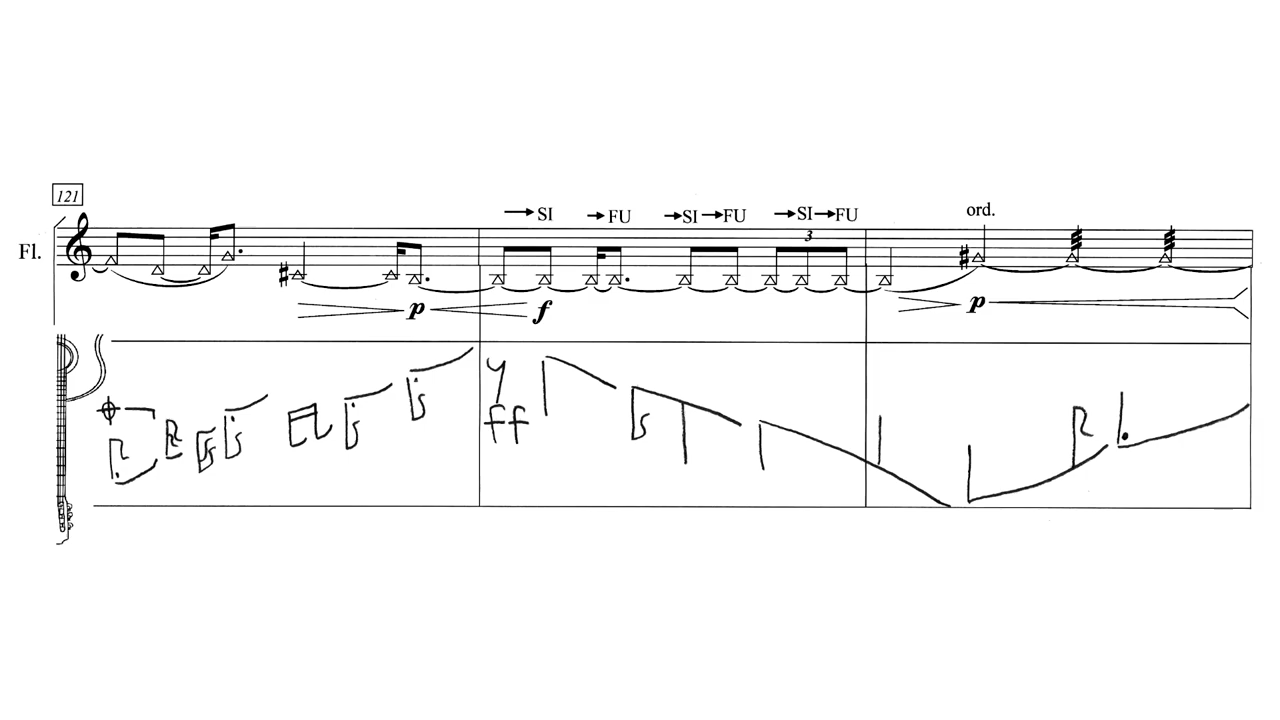 121
→ SI → FU → SI → FU → SI → FU ord.
3
Fl.
p f p
ff